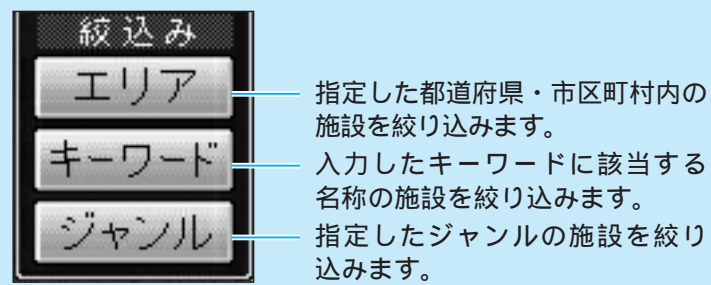 絞込み
エリア
指定した都道府県・市区町村内の
施設を絞り込みます。
キーワード
入力したキーワードに該当する
名称の施設を絞り込みます。
ジャンル
指定したジャンルの施設を絞り
込みます。